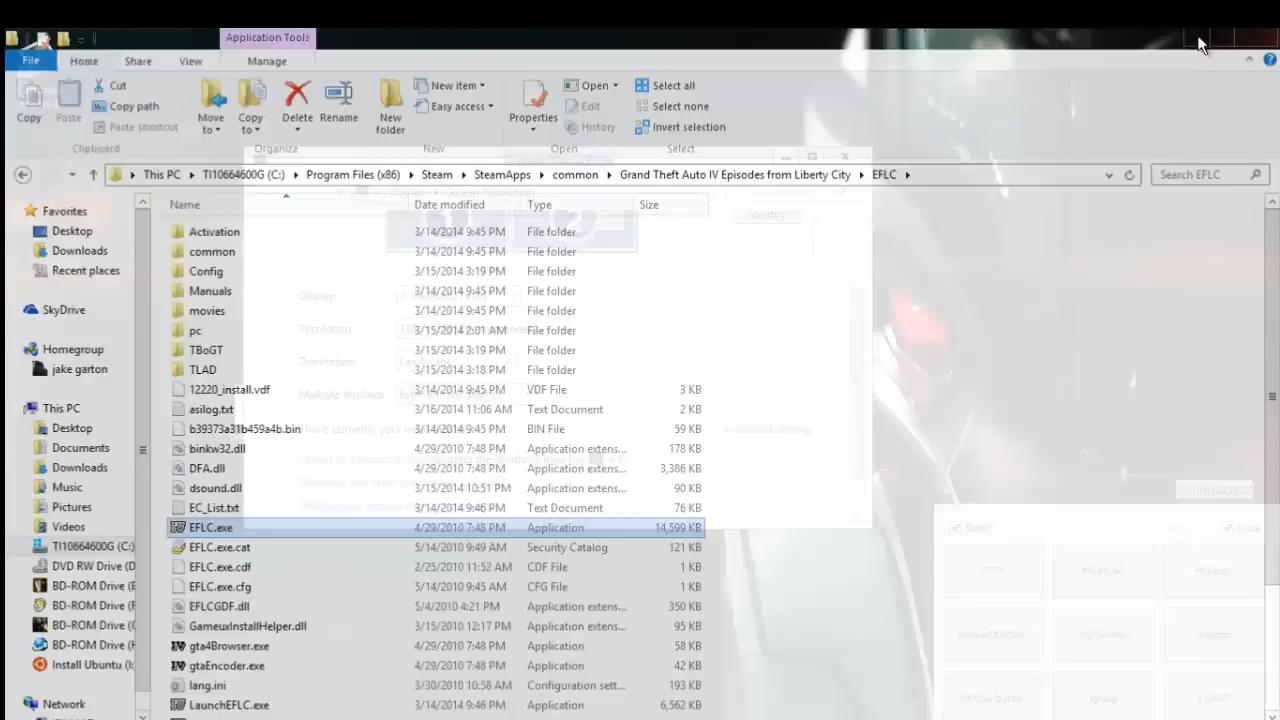 Application Tools
File Home Share View Manage
Copy
Paste
Cut
Copy path
Paste shortcut
Clipboard
Move to
Copy to
Delete
Rename
Organize
New folder
New item
Easy access
New
Properties
Open
Edit
History
Open
Select all
Select none
Invert selection
Select
This PC TI10664600G (C:) Program Files (x86) Steam SteamApps common Grand Theft Auto IV Episodes from Liberty City EFLC
Search EFLC
Favorites
Desktop
Downloads
Recent places
SkyDrive
Homegroup
jake garton
This PC
Desktop
Documents
Downloads
Music
Pictures
Videos
TI10664600G (C:)
DVD RW Drive (D
BD-ROM Drive (E
BD-ROM Drive (F
BD-ROM Drive (
BD-ROM Drive (
Install Ubuntu (
Network
Name Date modified Type Size
Activation 3/14/2014 9:45 PM File folder
common 3/14/2014 9:45 PM File folder
Config 3/15/2014 3:19 PM File folder
Manuals 3/14/2014 9:45 PM File folder
movies 3/14/2014 9:45 PM File folder
pc 3/15/2014 2:01 AM File folder
TBoGT 3/15/2014 3:19 PM File folder
TLAD 3/15/2014 3:18 PM File folder
12220_install.vdf 3/14/2014 9:45 PM VDF File 3 KB
asilog.txt 3/16/2014 11:06 AM Text Document 2 KB
b39373a31b459a4b.bin 3/14/2014 9:45 PM BIN File 59 KB
binkw32.dll 4/29/2010 7:48 PM Application extens... 178 KB
DFA.dll 4/29/2010 7:48 PM Application extens... 3,386 KB
dsound.dll 3/15/2014 10:51 PM Application extens... 90 KB
EC_List.txt 3/14/2014 9:46 PM Text Document 76 KB
EFLC.exe 4/29/2010 7:48 PM Application 14,599 KB
EFLC.exe.cat 5/14/2010 9:49 AM Security Catalog 121 KB
EFLC.exe.cdf 2/25/2010 11:52 AM CDF File 1 KB
EFLC.exe.cfg 5/14/2010 9:45 AM CFG File 1 KB
EFLCGDF.dll 5/4/2010 4:21 PM Application extens... 350 KB
GameuxInstallHelper.dll 3/15/2010 12:17 PM Application extens... 95 KB
gta4Browser.exe 4/29/2010 7:48 PM Application 58 KB
gtaEncoder.exe 4/29/2010 7:48 PM Application 42 KB
lang.ini 3/30/2010 10:58 AM Configuration sett... 193 KB
LaunchEFLC.exe 3/14/2014 9:46 PM Application 6,562 KB
Identify
Display:
Resolution:
Orientation:
Multiple displays: